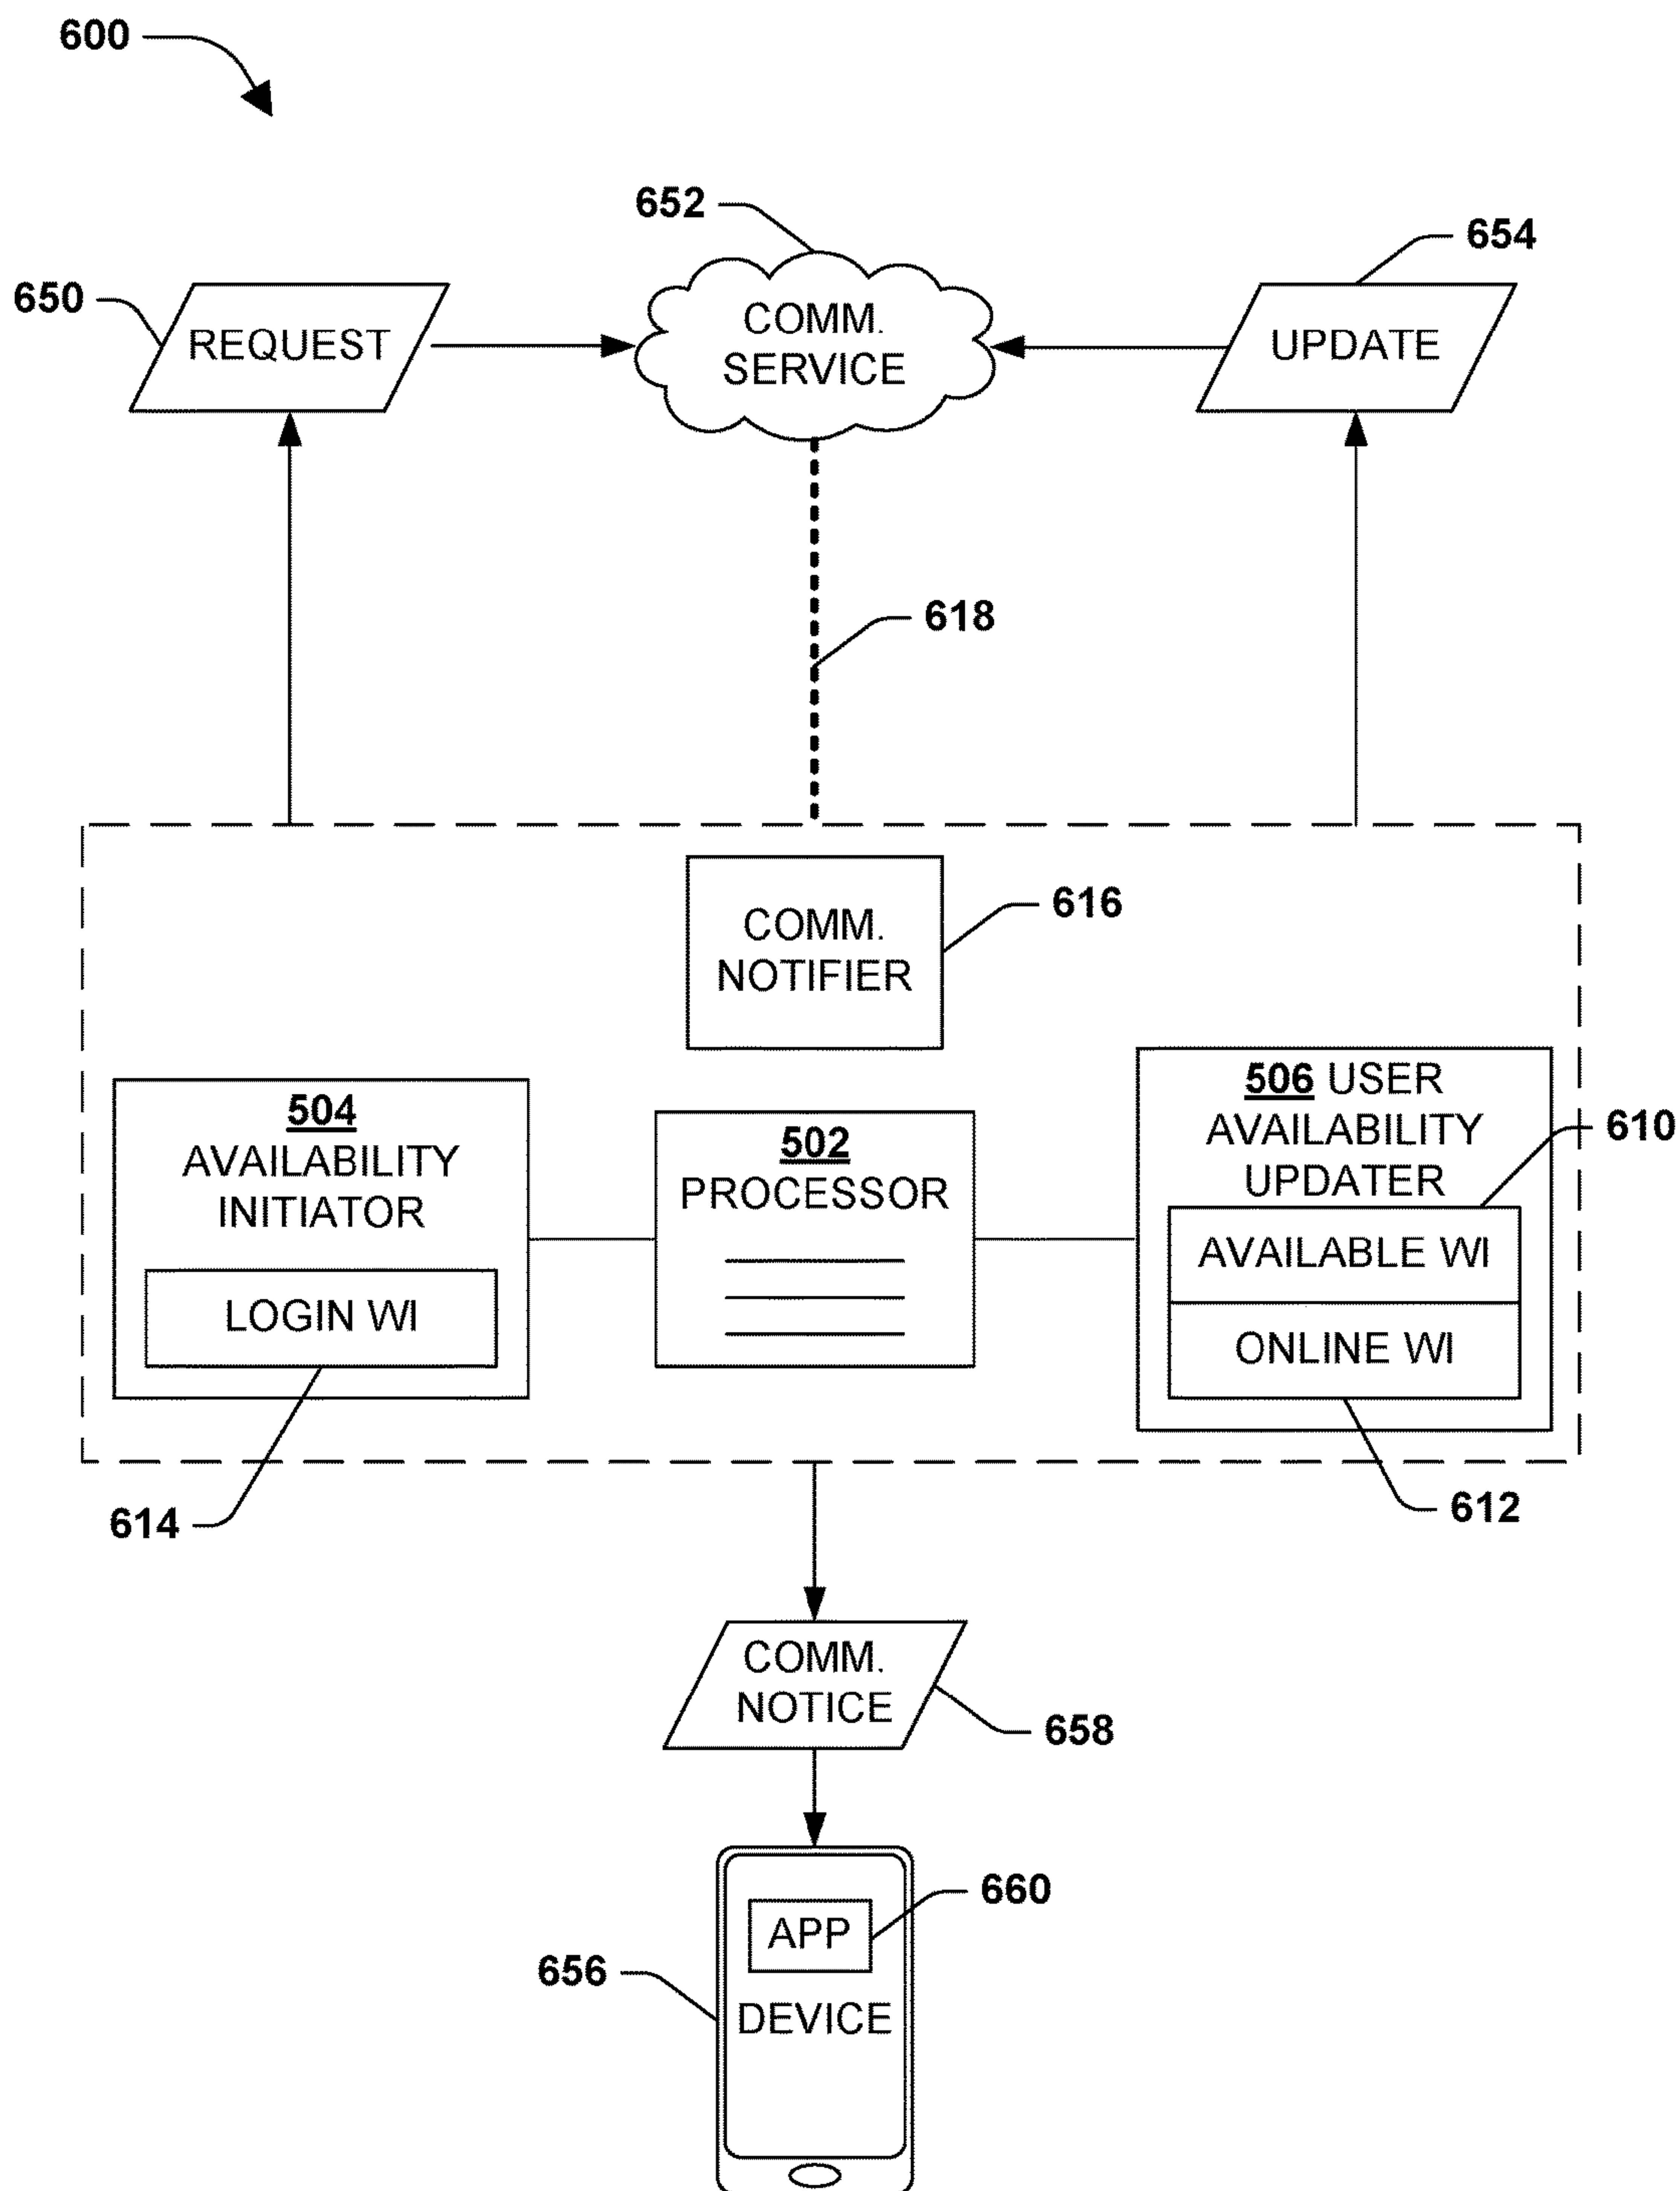 600
652
654
650
REQUEST
COMM.
SERVICE
UPDATE
618
COMM.
NOTIFIER
616
504
AVAILABILITY
INITIATOR
LOGIN WI
502
PROCESSOR
506 USER
AVAILABILITY
UPDATER
610
AVAILABLE WI
ONLINE WI
614
612
COMM.
NOTICE
658
660
APP
656
DEVICE